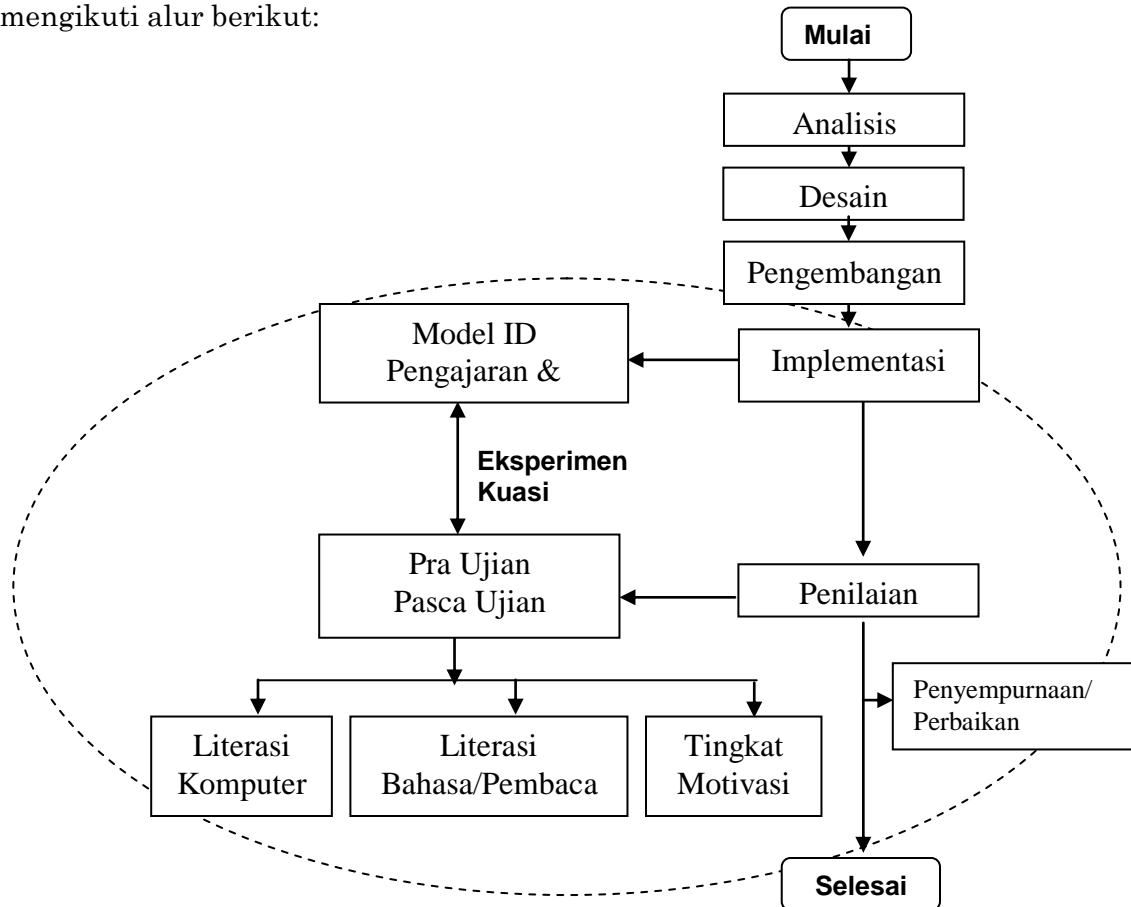 mengikuti alur berikut:
Mulai
Analisis
Desain
Pengembangan
Model ID
Pengajaran &
Implementasi
Eksperimen
Kuasi
Pra Ujian
Pasca Ujian
Penilaian
Penyempurnaan/
Perbaikan
Literasi
Komputer
Literasi
Bahasa/Pembaca
Tingkat
Motivasi
Selesai